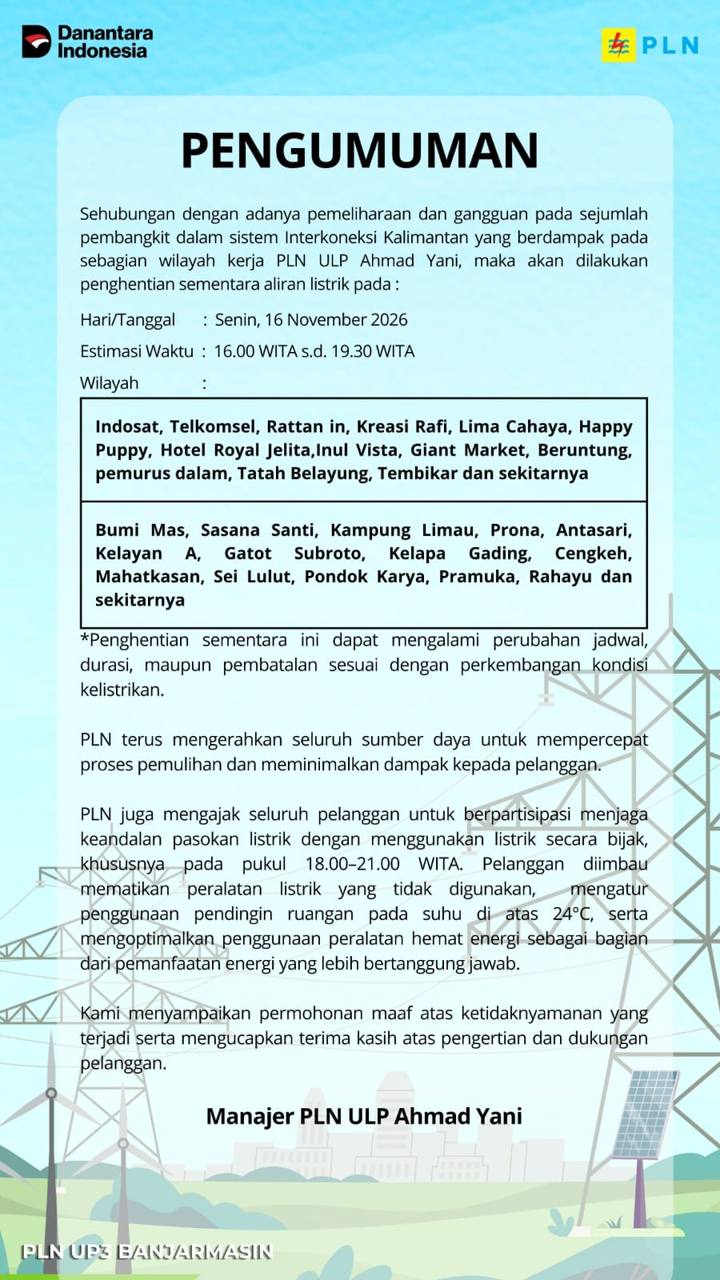 Danantara
Indonesia
PLN
PENGUMUMAN
Sehubungan dengan adanya pemeliharaan dan gangguan pada sejumlah
pembangkit dalam sistem Interkoneksi Kalimantan yang berdampak pada
sebagian wilayah kerja PLN ULP Ahmad Yani, maka akan dilakukan
penghentian sementara aliran listrik pada :
Hari/Tanggal : Senin, 16 November 2026
Estimasi Waktu : 16.00 WITA s.d. 19.30 WITA
Wilayah :
Indosat, Telkomsel, Rattan in, Kreasi Rafi, Lima Cahaya, Happy
Puppy, Hotel Royal Jelita,Inul Vista, Giant Market, Beruntung,
pemurus dalam, Tatah Belayung, Tembikar dan sekitarnya
Bumi Mas, Sasana Santi, Kampung Limau, Prona, Antasari,
Kelayan A, Gatot Subroto, Kelapa Gading, Cengkeh,
Mahatkasan, Sei Lulut, Pondok Karya, Pramuka, Rahayu dan
sekitarnya
*Penghentian sementara ini dapat mengalami perubahan jadwal,
durasi, maupun pembatalan sesuai dengan perkembangan kondisi
kelistrikan.
PLN terus mengerahkan seluruh sumber daya untuk mempercepat
proses pemulihan dan meminimalkan dampak kepada pelanggan.
PLN juga mengajak seluruh pelanggan untuk berpartisipasi menjaga
keandalan pasokan listrik dengan menggunakan listrik secara bijak,
khususnya pada pukul 18.00–21.00 WITA. Pelanggan diimbau
mematikan peralatan listrik yang tidak digunakan, mengatur
penggunaan pendingin ruangan pada suhu di atas 24°C, serta
mengoptimalkan penggunaan peralatan hemat energi sebagai bagian
dari pemanfaatan energi yang lebih bertanggung jawab.
Kami menyampaikan permohonan maaf atas ketidaknyamanan yang
terjadi serta mengucapkan terima kasih atas pengertian dan dukungan
pelanggan.
Manajer PLN ULP Ahmad Yani
PLN UP3 BANJARMASIN